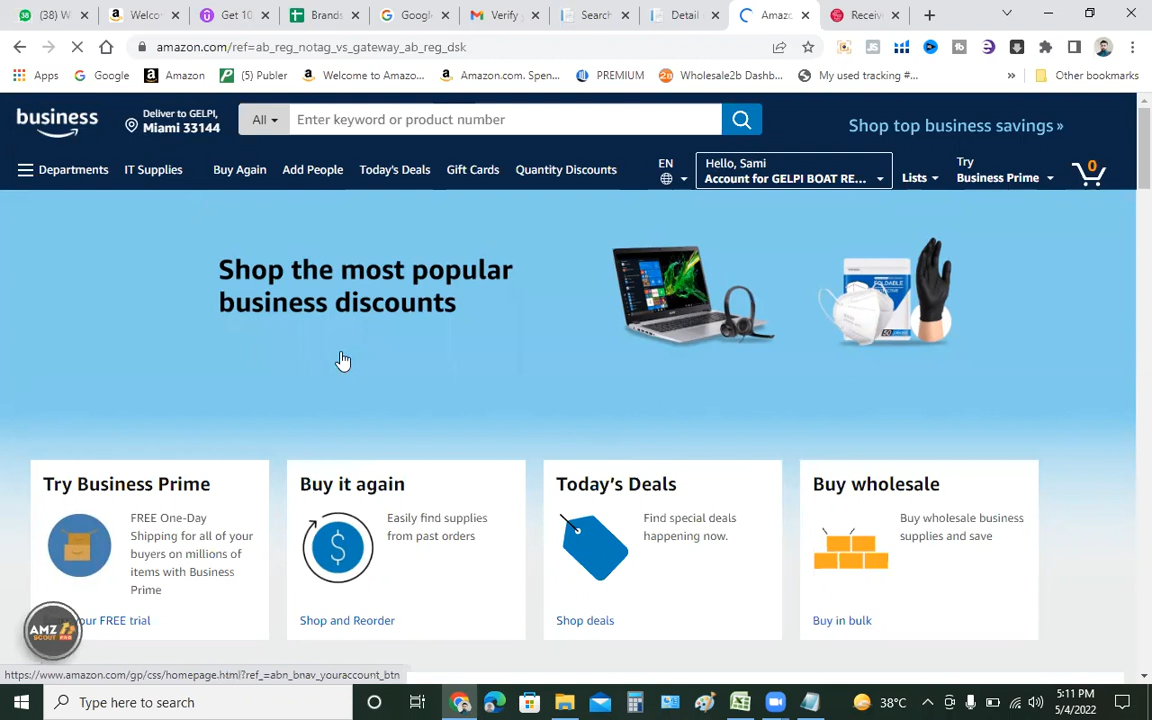 (38) W
Welco
Get 10
Brands
Google
Verify
Search
Detail
Amaz
Receiv
amazon.com/ref=ab_reg_notag_vs_gateway_ab_reg_dsk
Apps
Google
Amazon
(5) Publer
Welcome to Amazo...
Amazon.com. Spen...
PREMIUM
Wholesale2b Dashb...
My used tracking #...
»
Other bookmarks
business
Deliver to GELPI,
Miami 33144
All
Enter keyword or product number
Shop top business savings »
Departments
IT Supplies
Buy Again
Add People
Today's Deals
Gift Cards
Quantity Discounts
EN
Hello, Sami
Account for GELPI BOAT RE...
Lists
Try
Business Prime
0
Shop the most popular
business discounts
FOLDABLE
50
Try Business Prime
FREE One-Day
Shipping for all of your
buyers on millions of
items with Business
Prime
our FREE trial
Buy it again
Easily find supplies
from past orders
Shop and Reorder
Today's Deals
Find special deals
happening now.
Shop deals
Buy wholesale
Buy wholesale business
supplies and save
Buy in bulk
AMZ
SCOUT PRO
https://www.amazon.com/gp/css/homepage.html?ref_=abn_bnav_youraccount_btn
Type here to search
38°C
5:11 PM
5/4/2022